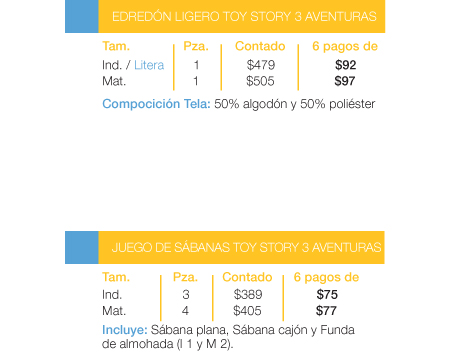 EDREDÓN LIGERO TOY STORY 3 AVENTURAS
Tam. Pza. Contado 6 pagos de
Ind. / Litera 1 $479 $92
Mat. 1 $505 $97
Compocición Tela: 50% algodón y 50% poliéster
JUEGO DE SÁBANAS TOY STORY 3 AVENTURAS
Tam. Pza. Contado 6 pagos de
Ind. 3 $389 $75
Mat. 4 $405 $77
Incluye: Sábana plana, Sábana cajón y Funda
de almohada (I 1 y M 2).